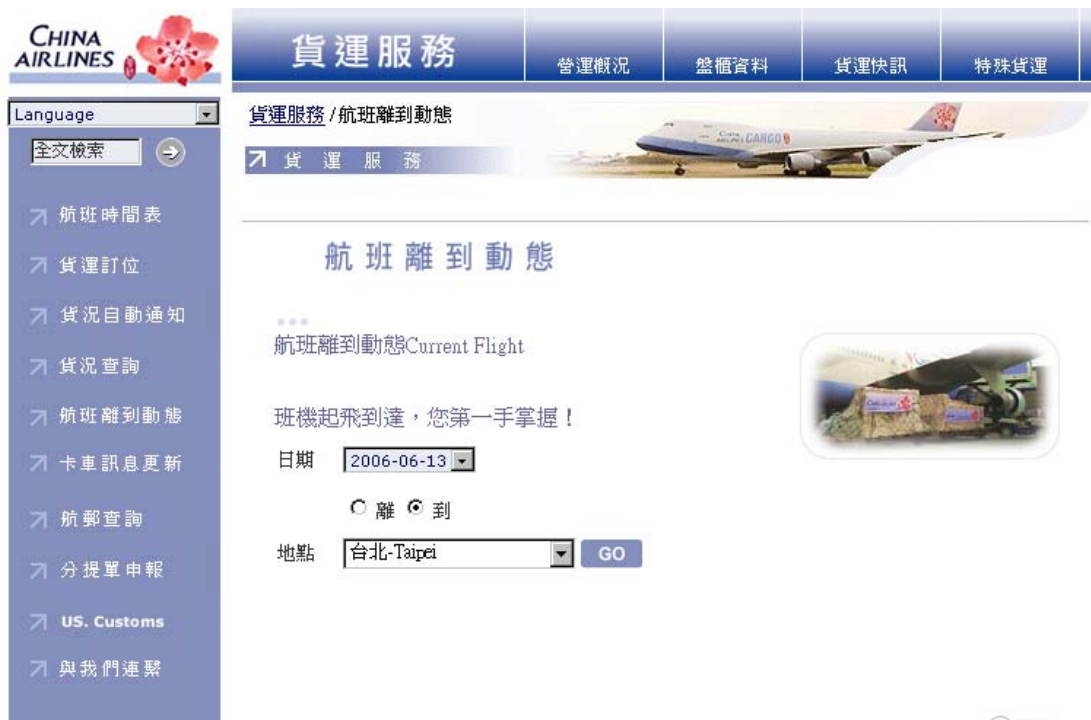 CHINA
AIRLINES
貨運服務
營運概況
盤櫃資料
貨運快訊
特殊貨運
Language
貨運服務 / 航班離到動態
CHINA AIRLINES CARGO
全文檢索
貨運服務
航班時間表
航班離到動態
貨運訂位
貨況自動通知
航班離到動態Current Flight
貨況查詢
航班離到動態
班機起飛到達，您第一手掌握！
卡車訊息更新
日期 2006-06-13
離 到
航郵查詢
地點 台北-Taipei GO
分提單申報
US. Customs
與我們連繫